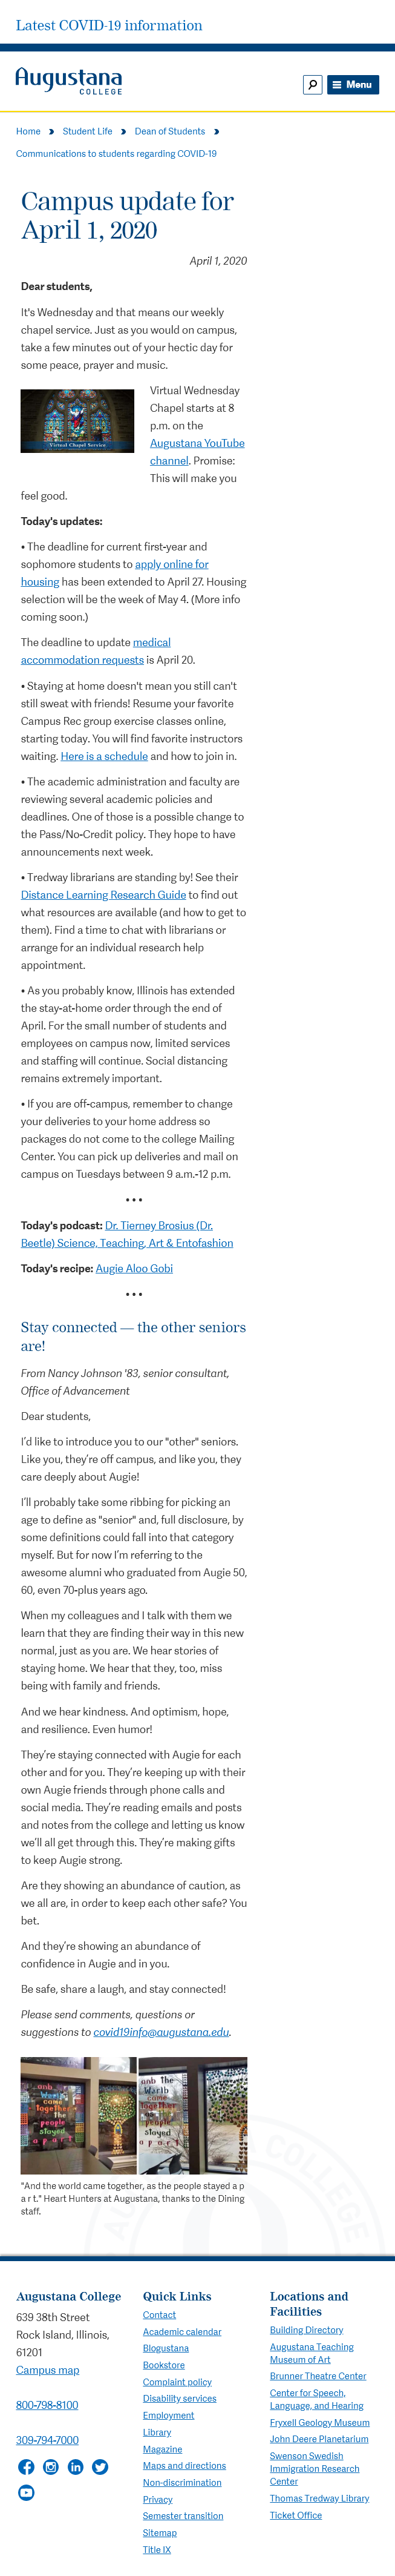 Latest COVID-19 information
Augustana
COLLEGE
Menu
Home > Student Life > Dean of Students >
Communications to students regarding COVID-19
Campus update for
April 1, 2020
April 1, 2020
Dear students,
It's Wednesday and that means our weekly
chapel service. Just as you would on campus,
take a few minutes out of your hectic day for
some peace, prayer and music.
Virtual Wednesday
Chapel starts at 8
p.m. on the
Virtual Chapel Service
Augustana YouTube
channel. Promise:
This will make you
feel good.
Today's updates:
• The deadline for current first-year and
sophomore students to apply online for
housing has been extended to April 27. Housing
selection will be the week of May 4. (More info
coming soon.)
The deadline to update medical
accommodation requests is April 20.
• Staying at home doesn't mean you still can't
still sweat with friends! Resume your favorite
Campus Rec group exercise classes online,
starting today. You will find favorite instructors
waiting. Here is a schedule and how to join in.
• The academic administration and faculty are
reviewing several academic policies and
deadlines. One of those is a possible change to
the Pass/No-Credit policy. They hope to have
announcements next week.
• Tredway librarians are standing by! See their
Distance Learning Research Guide to find out
what resources are available (and how to get to
them). Find a time to chat with librarians or
arrange for an individual research help
appointment.
• As you probably know, Illinois has extended
the stay-at-home order through the end of
April. For the small number of students and
employees on campus now, limited services
and staffing will continue. Social distancing
remains extremely important.
• If you are off-campus, remember to change
your deliveries to your home address so
packages do not come to the college Mailing
Center. You can pick up deliveries and mail on
campus on Tuesdays between 9 a.m.-12 p.m.
• • •
Today's podcast: Dr. Tierney Brosius (Dr.
Beetle) Science, Teaching, Art & Entofashion
Today's recipe: Augie Aloo Gobi
• • •
Stay connected — the other seniors
are!
From Nancy Johnson '83, senior consultant,
Office of Advancement
Dear students,
I'd like to introduce you to our "other" seniors.
Like you, they're off campus, and like you, they
care deeply about Augie!
I'll probably take some ribbing for picking an
age to define as "senior" and, full disclosure, by
some definitions could fall into that category
myself. But for now I'm referring to the
awesome alumni who graduated from Augie 50,
60, even 70-plus years ago.
When my colleagues and I talk with them we
learn that they are finding their way in this new
normal, just as you are. We hear stories of
staying home. We hear that they, too, miss
being with family and friends.
And we hear kindness. And optimism, hope,
and resilience. Even humor!
They're staying connected with Augie for each
other and for you. They're keeping up with their
own Augie friends through phone calls and
social media. They're reading emails and posts
and notes from the college and letting us know
we'll all get through this. They're making gifts
to keep Augie strong.
Are they showing an abundance of caution, as
we all are, in order to keep each other safe? You
bet.
And they're showing an abundance of
confidence in Augie and in you.
Be safe, share a laugh, and stay connected!
Please send comments, questions or
suggestions to covid19info@augustana.edu.
and the
World
came
Together
as the
people
stayed
apart
and The
World
came
Together
as The
people
stayed
apart
"And the world came together, as the people stayed a p
a r t." Heart Hunters at Augustana, thanks to the Dining
staff.
Augustana College
639 38th Street
Rock Island, Illinois,
61201
Campus map
800-798-8100
309-794-7000
Quick Links
Contact
Academic calendar
Blogustana
Bookstore
Complaint policy
Disability services
Employment
Library
Magazine
Maps and directions
Non-discrimination
Privacy
Semester transition
Sitemap
Title IX
Locations and
Facilities
Building Directory
Augustana Teaching
Museum of Art
Brunner Theatre Center
Center for Speech,
Language, and Hearing
Fryxell Geology Museum
John Deere Planetarium
Swenson Swedish
Immigration Research
Center
Thomas Tredway Library
Ticket Office